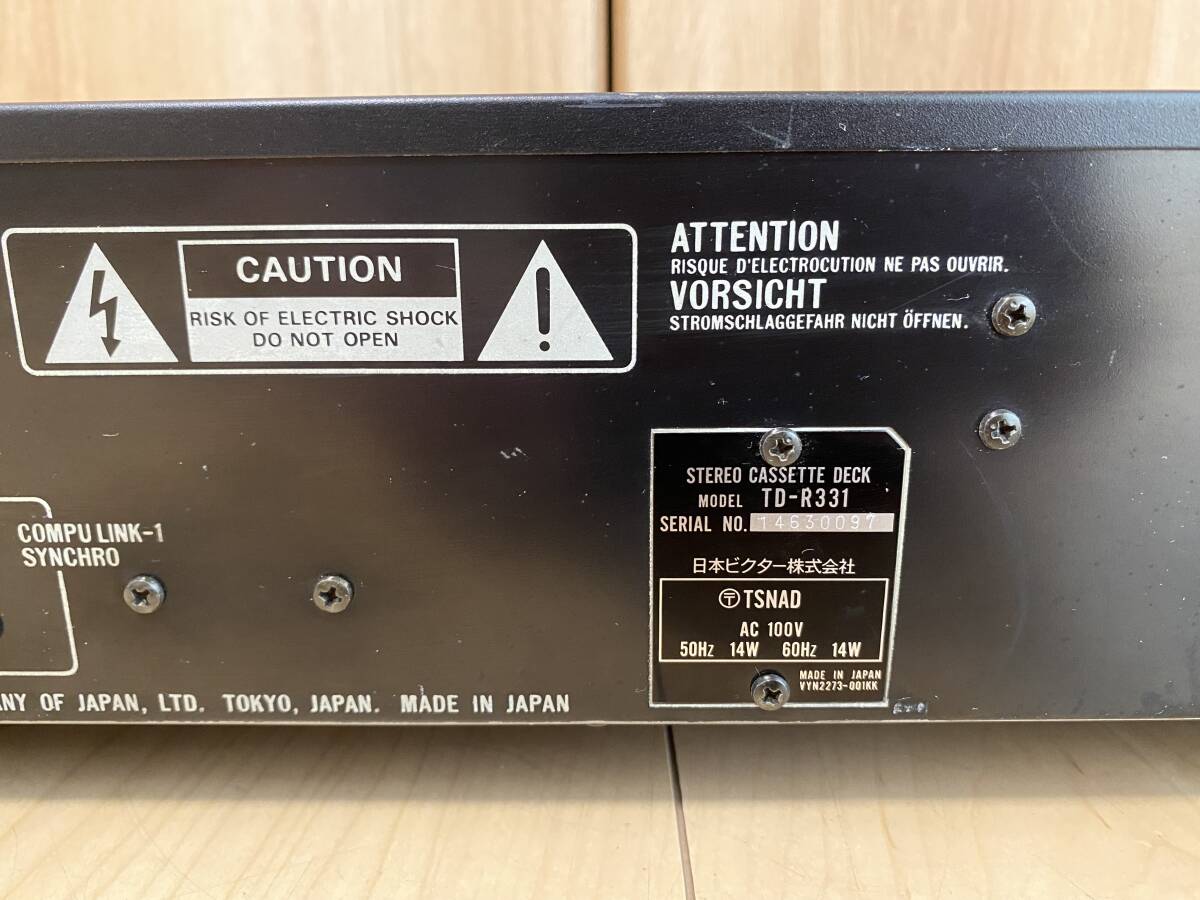 CAUTION
RISK OF ELECTRIC SHOCK
DO NOT OPEN
ATTENTION
RISQUE D'ELECTROCUTION NE PAS OUVRIR.
VORSICHT
STROMSCHLAGGEFAHR NICHT ÖFFNEN.
COMPU LINK-1
SYNCHRO
STEREO CASSETTE DECK
MODEL TD-R331
SERIAL NO. 14630097
日本ビクター株式会社
〶TSNAD
AC 100V
50Hz 14W 60Hz 14W
MADE IN JAPAN
VYN2273-001KK
ANY OF JAPAN, LTD. TOKYO, JAPAN. MADE IN JAPAN